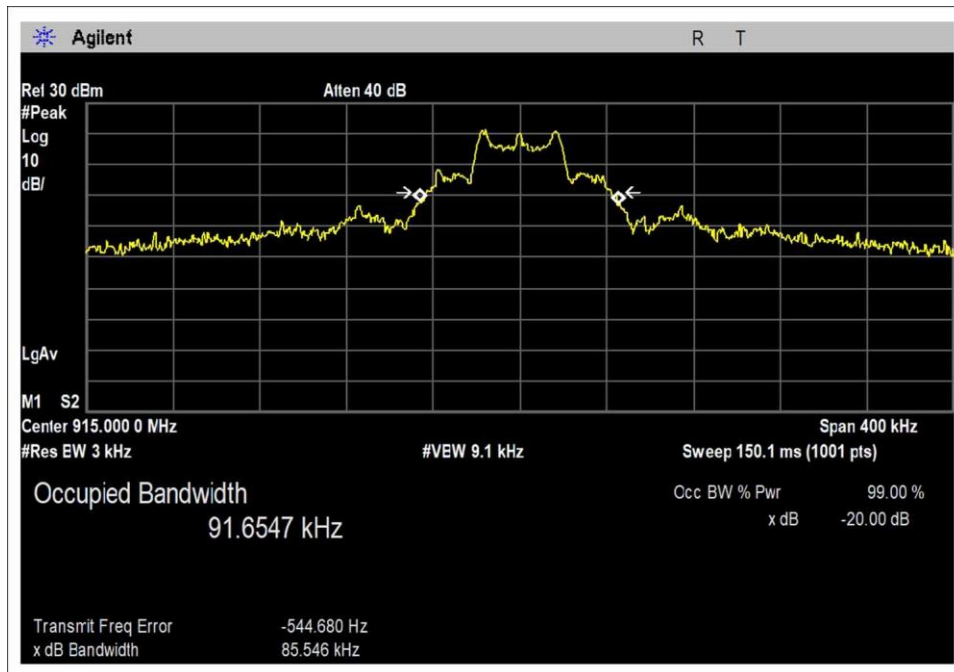 Agilent
R T
Ref 30 dBm Atten 40 dB
#Peak
Log
10
dB/
LgAv
M1 S2
Center 915.000 0 MHz Span 400 kHz
#Res BW 3 kHz #VBW 9.1 kHz Sweep 150.1 ms (1001 pts)
Occupied Bandwidth
91.6547 kHz
Occ BW % Pwr 99.00 %
x dB -20.00 dB
Transmit Freq Error -544.680 Hz
x dB Bandwidth 85.546 kHz